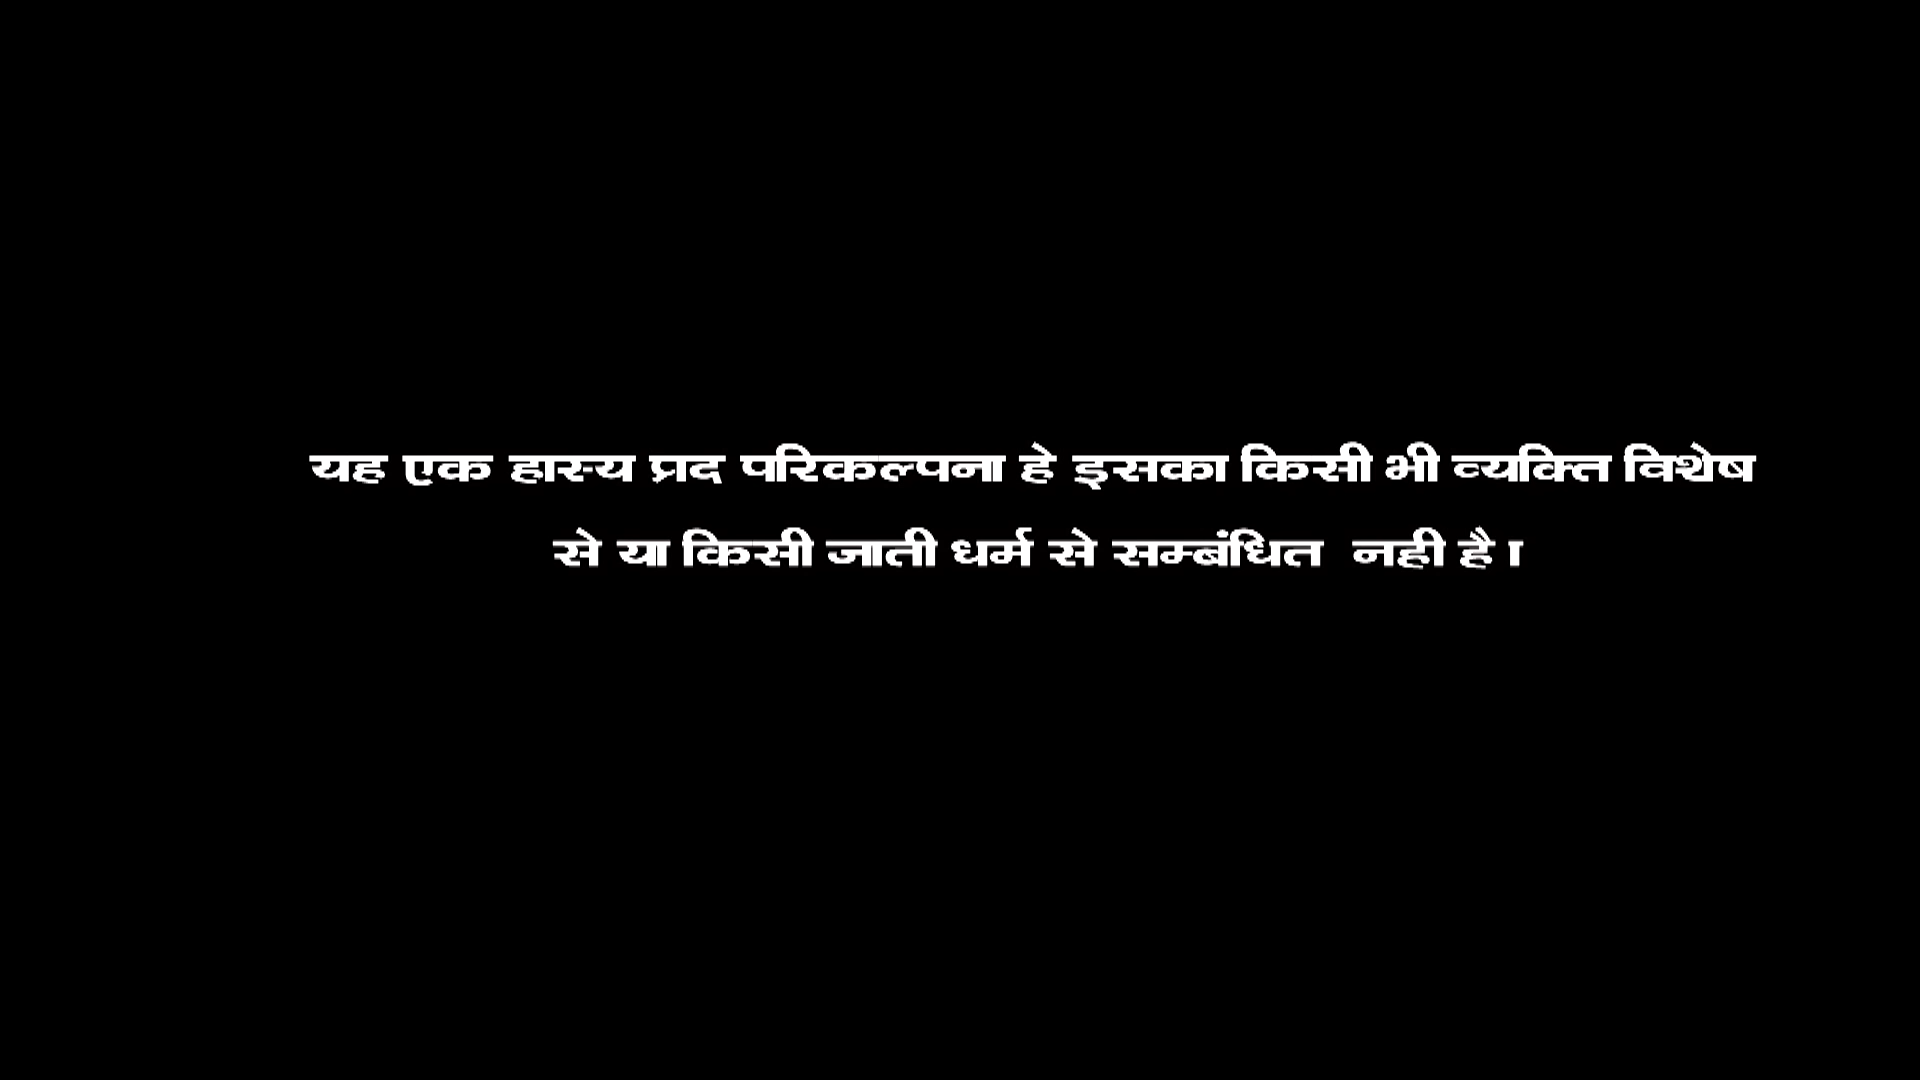 यह एक हास्य प्रद परिकल्पना हे इसका किसी भी व्यक्ति विशेष
से या किसी जाती धर्म से सम्बंधित नही है।